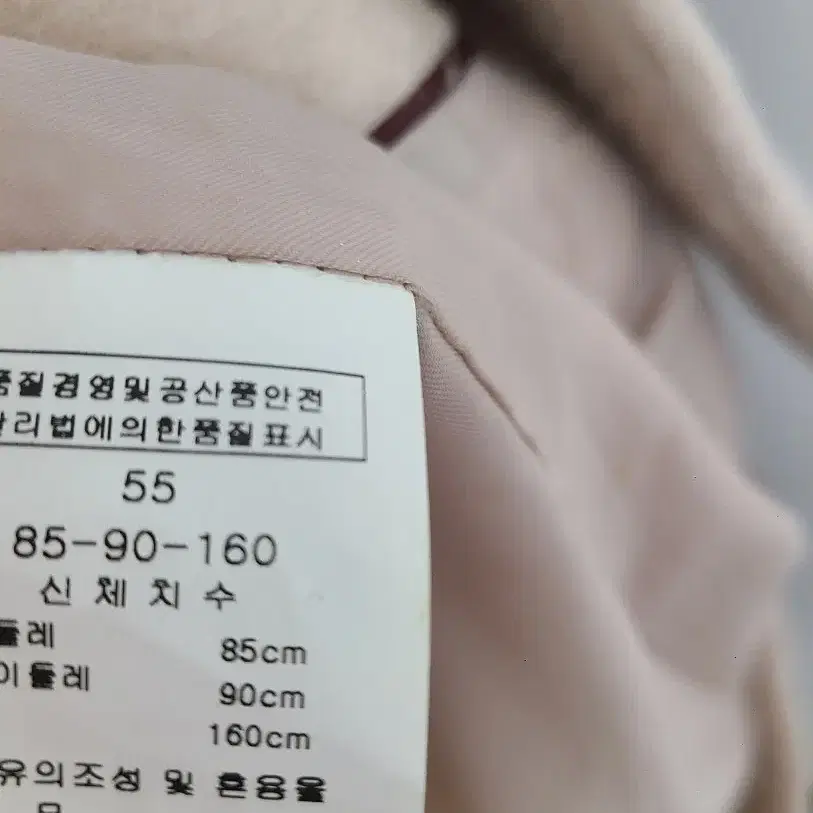 품질경영및공산품안전
관리법에의한품질표시
55
85-90-160
신체치수
둘레 85cm
이둘레 90cm
160cm
유의조성 및 혼용율